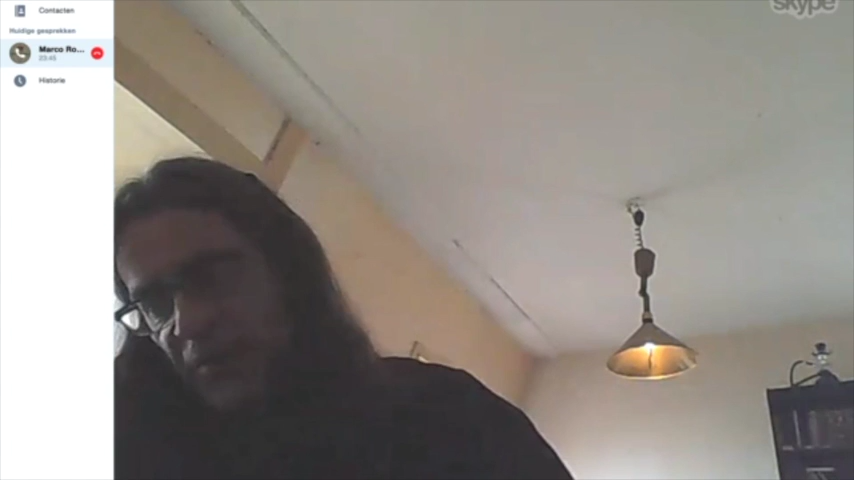 Contacten
Huidige gesprekken
Marco Ro...
23:45
Historie
skype